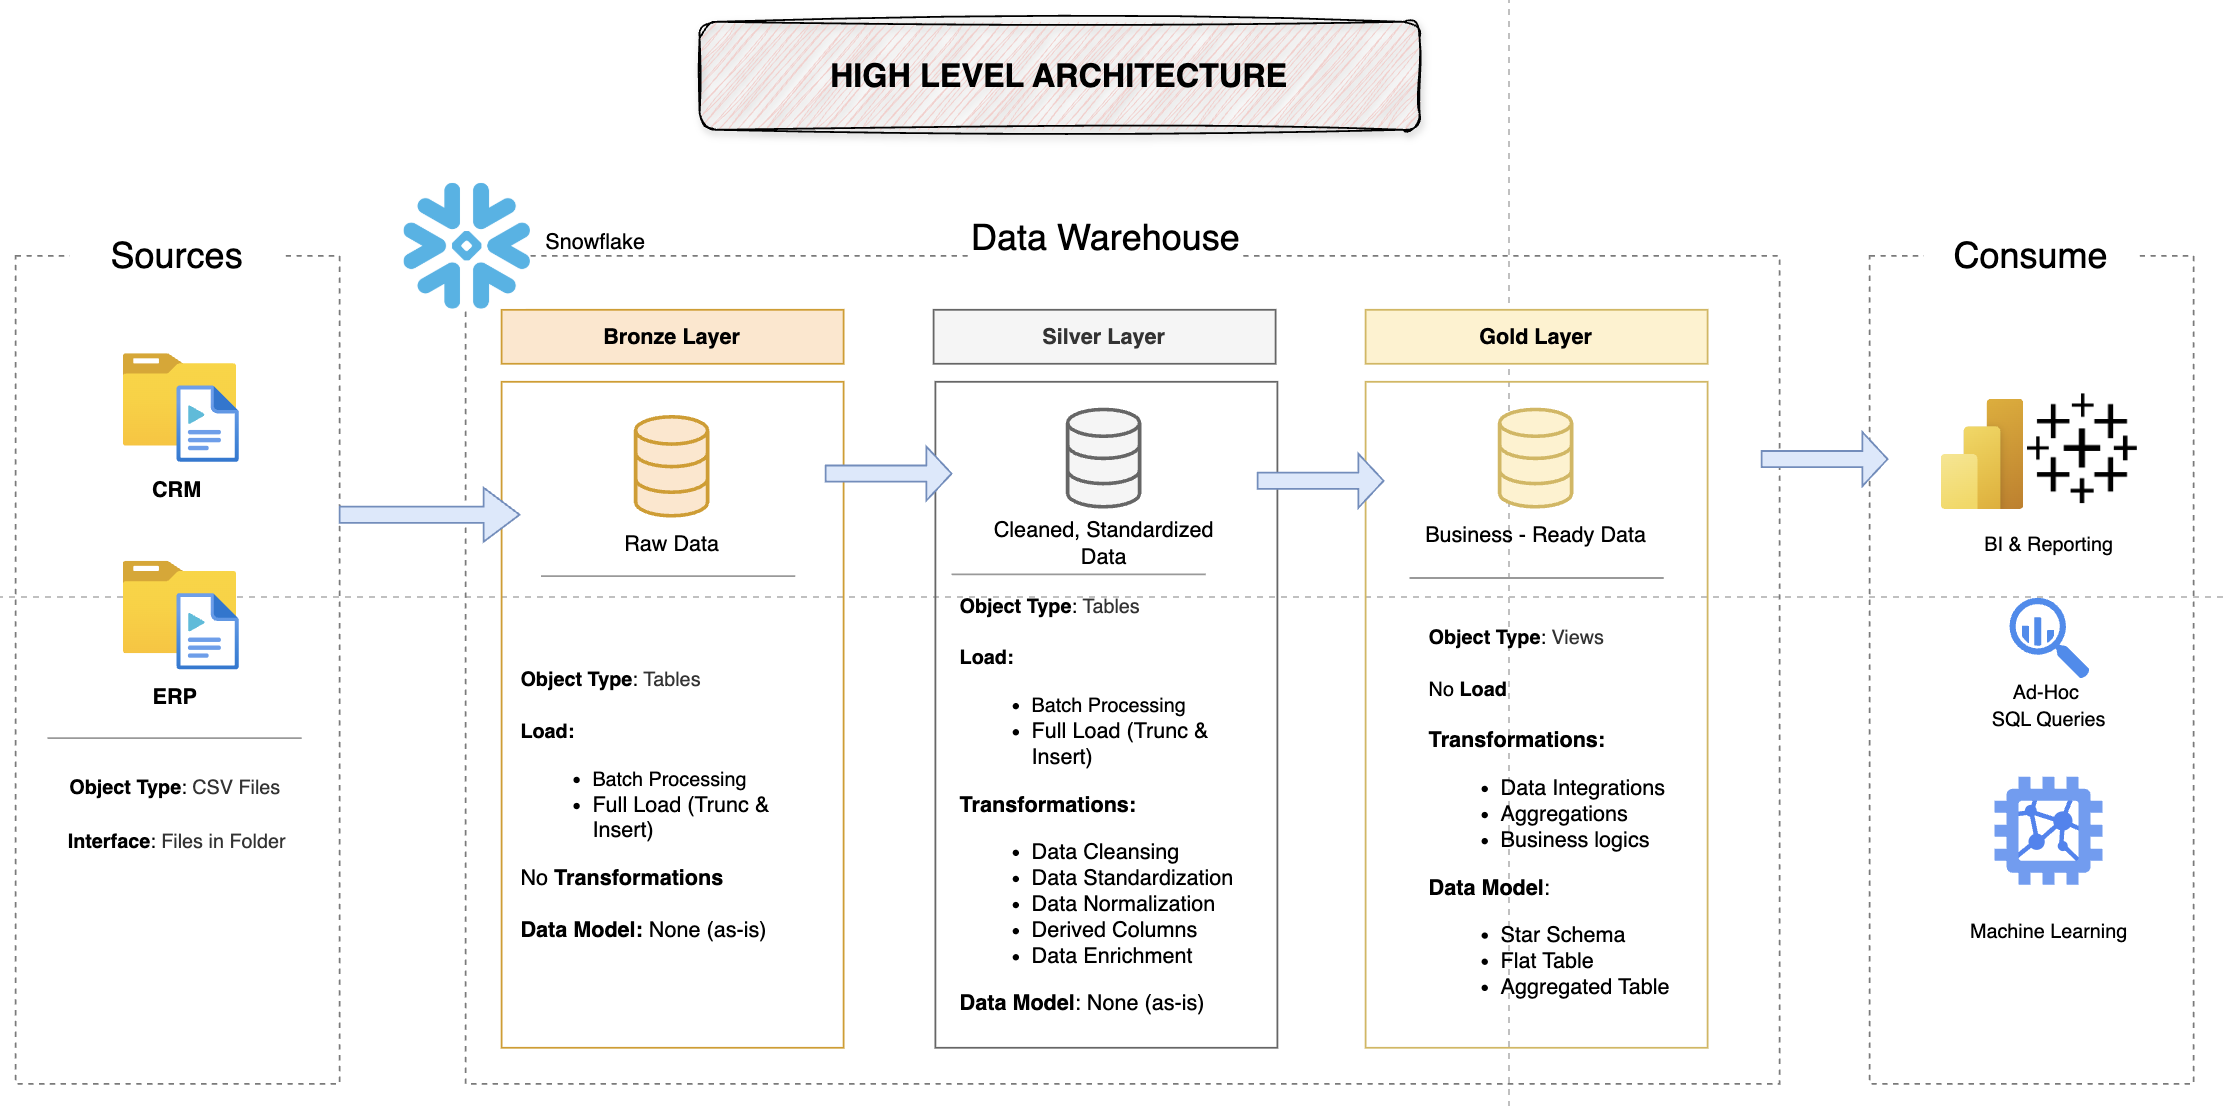 HIGH LEVEL ARCHITECTURE
Sources
CRM
ERP
Object Type: CSV Files
Interface: Files in Folder
Snowflake
Data Warehouse
Bronze Layer
Raw Data
Object Type: Tables
Load:
• Batch Processing
• Full Load (Trunc &
Insert)
No Transformations
Data Model: None (as-is)
Silver Layer
Cleaned, Standardized
Data
Object Type: Tables
Load:
• Batch Processing
• Full Load (Trunc &
Insert)
Transformations:
• Data Cleansing
• Data Standardization
• Data Normalization
• Derived Columns
• Data Enrichment
Data Model: None (as-is)
Gold Layer
Business - Ready Data
Object Type: Views
No Load
Transformations:
• Data Integrations
• Aggregations
• Business logics
Data Model:
• Star Schema
• Flat Table
• Aggregated Table
Consume
BI & Reporting
Ad-Hoc
SQL Queries
Machine Learning